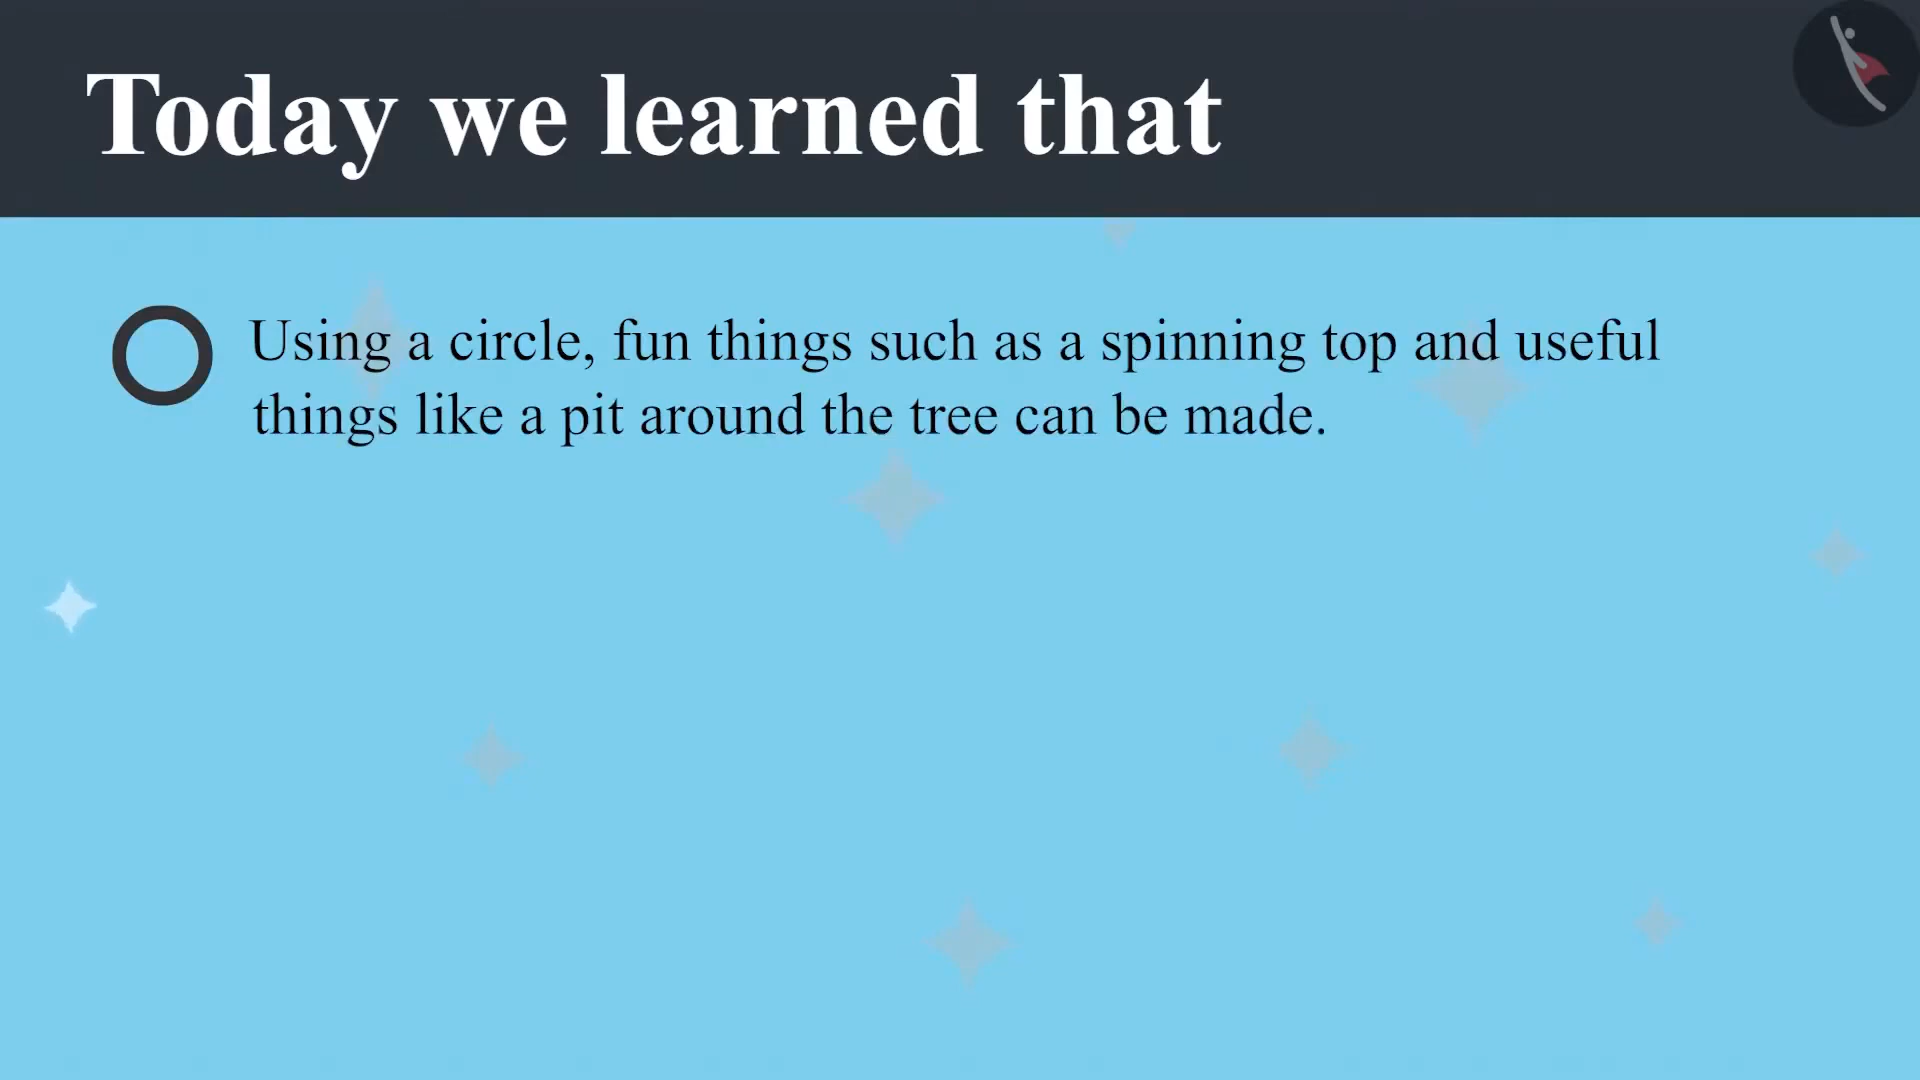 Today we learned that
Using a circle, fun things such as a spinning top and useful
things like a pit around the tree can be made.